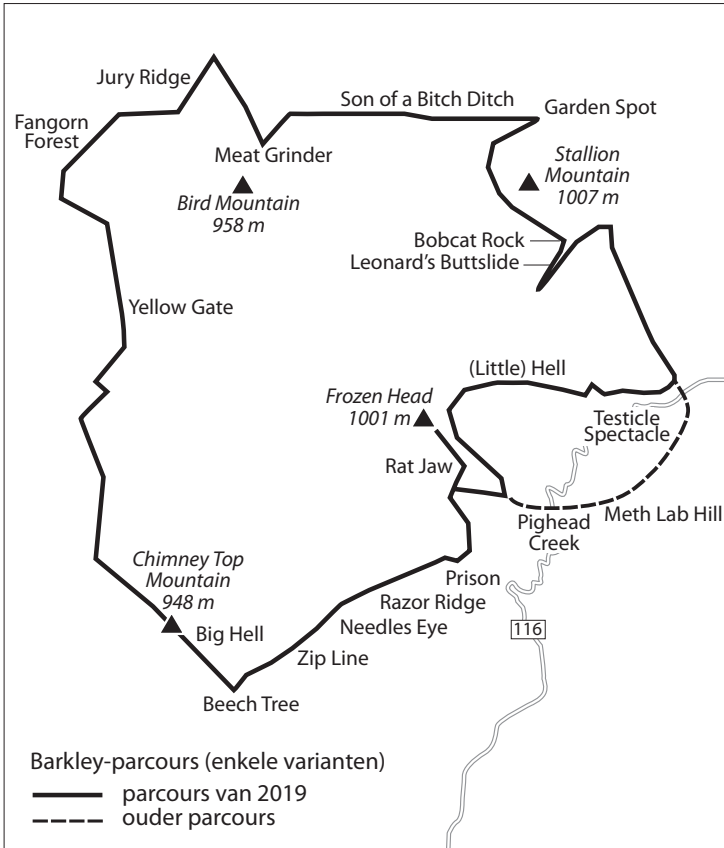 Jury Ridge
Son of a Bitch Ditch
Garden Spot
Fangorn
Forest
Meat Grinder
Stallion
Mountain
1007 m
Bird Mountain
958 m
Bobcat Rock
Leonard's Buttslide
Yellow Gate
(Little) Hell
Frozen Head
1001 m
Testicle
Spectacle
Rat Jaw
Meth Lab Hill
Pighead
Creek
Chimney Top
Mountain
948 m
Prison
Razor Ridge
Needles Eye
116
Big Hell
Zip Line
Beech Tree
Barkley-parcours (enkele varianten)
parcours van 2019
ouder parcours